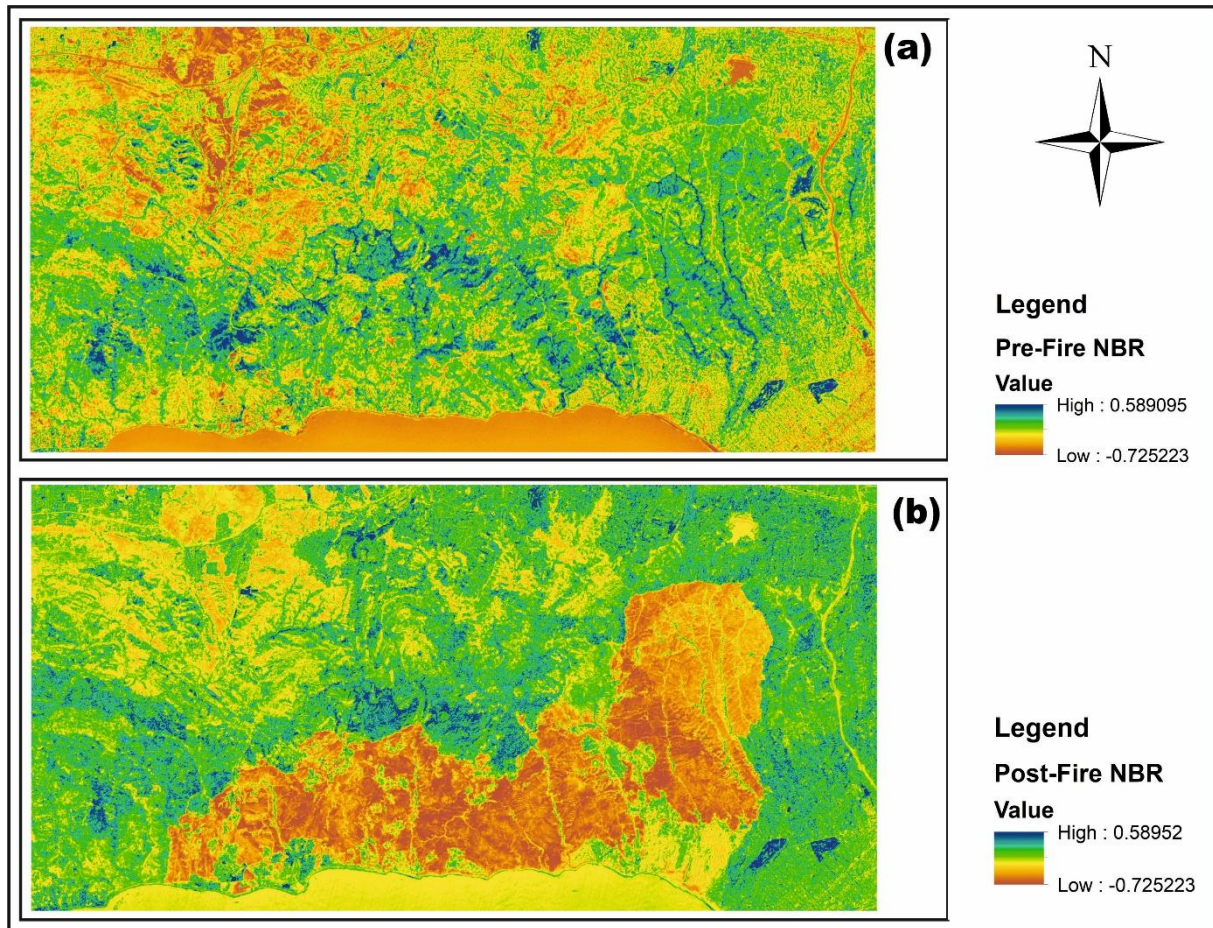 (a)
N
Legend
Pre-Fire NBR
Value
High : 0.589095
Low : -0.725223
(b)
Legend
Post-Fire NBR
Value
High : 0.58952
Low : -0.725223